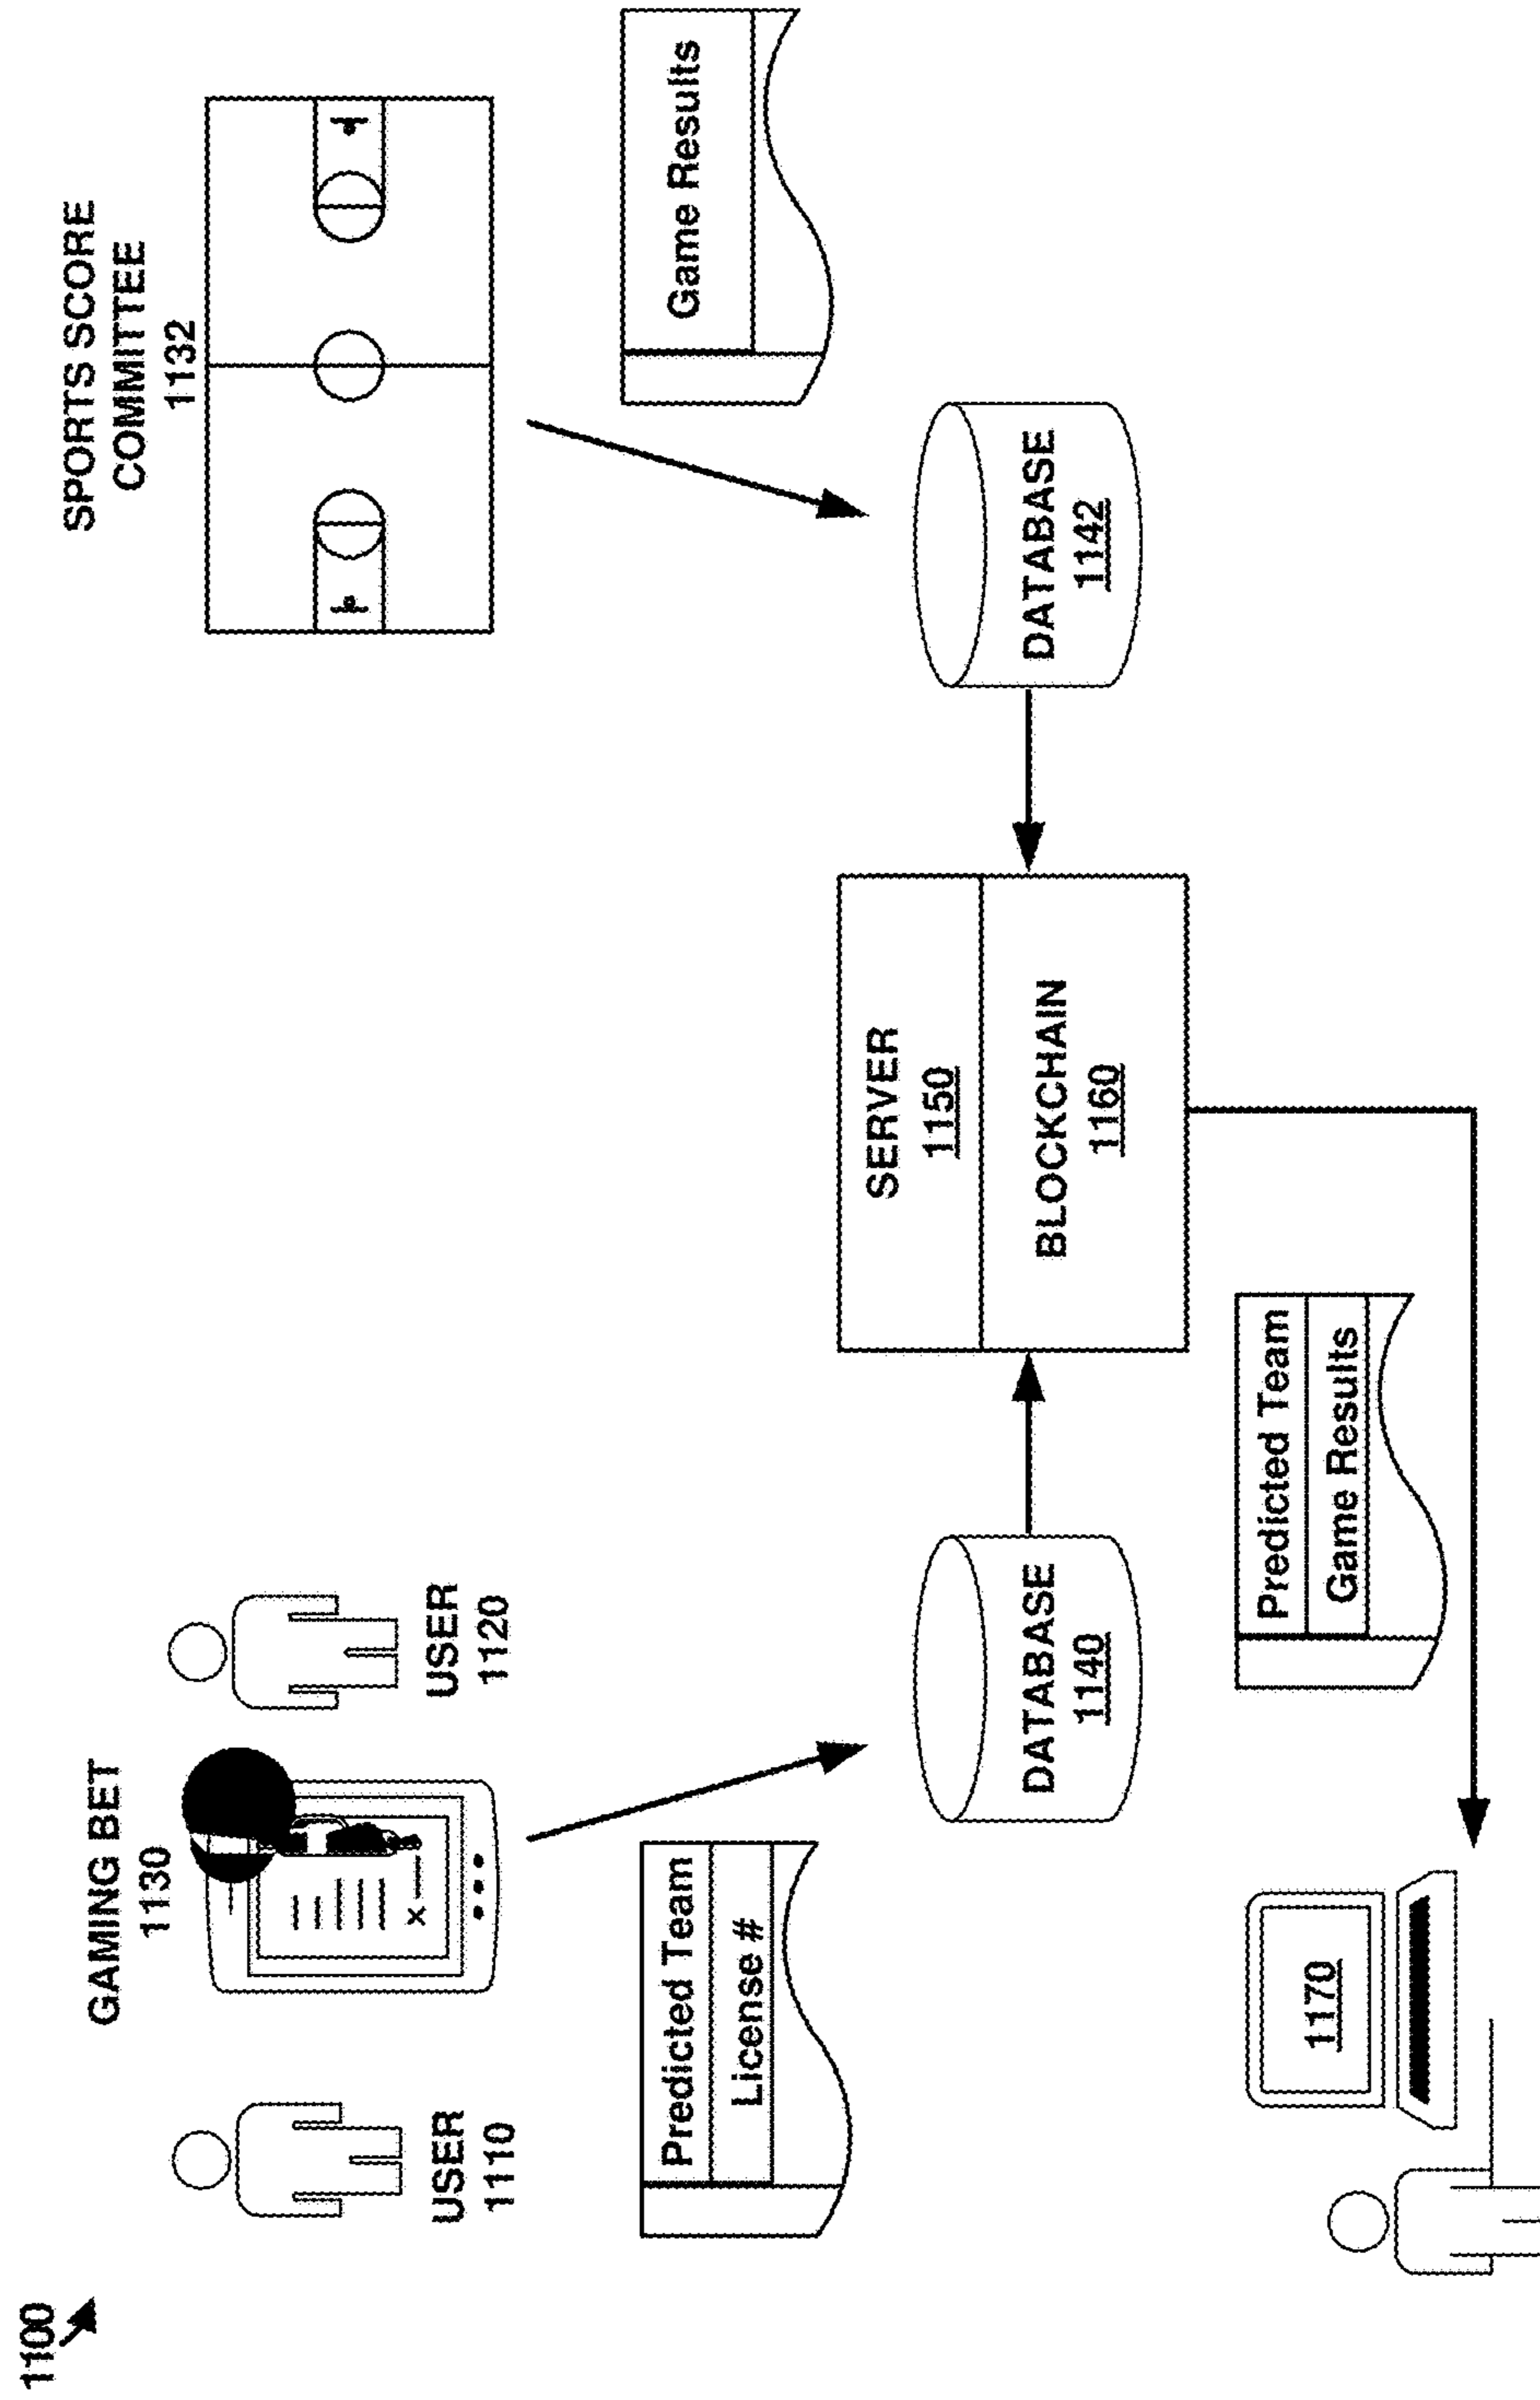 1100
GAMING BET
1130
USER
1110
USER
1120
SPORTS SCORE
COMMITTEE
1132
Predicted Team
License #
Game Results
DATABASE
1140
SERVER
1150
BLOCKCHAIN
1160
DATABASE
1142
Predicted Team
Game Results
1170